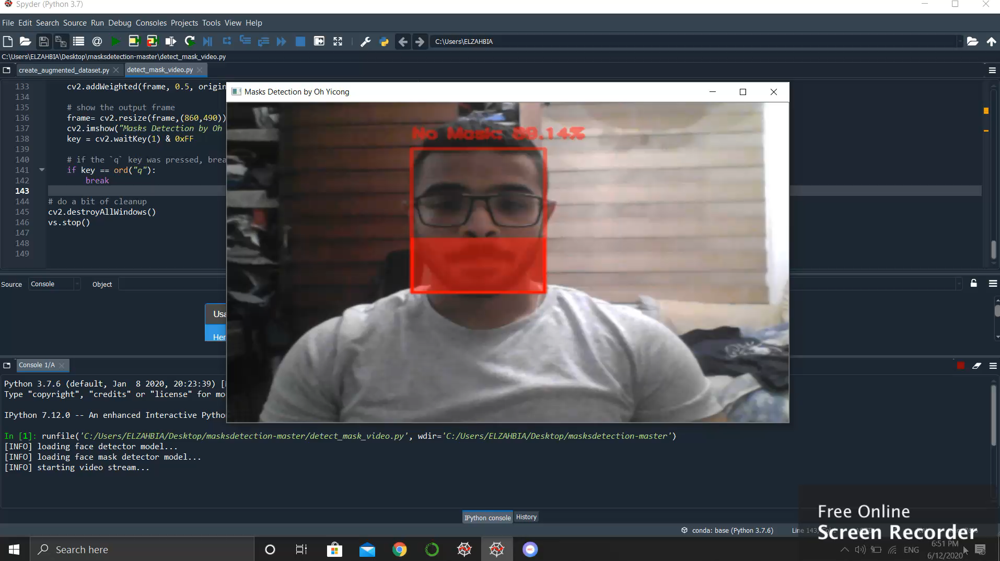 Spyder (Python 3.7)
File Edit Search Source Run Debug Consoles Projects Tools View Help
C:\Users\ELZAHBIA
C:\Users\ELZAHBIA\Desktop\masksdetection-master\detect_mask_video.py
create_augmented_dataset.py detect_mask_video.py
133 cv2.addWeighted(frame, 0.5, origin
134
135 # show the output frame
136 frame= cv2.resize(frame,(860,490))
137 cv2.imshow("Masks Detection by Oh
138 key = cv2.waitKey(1) & 0xFF
139
140 # if the `q` key was pressed, brea
141 if key == ord("q"):
142 break
143
144 # do a bit of cleanup
145 cv2.destroyAllWindows()
146 vs.stop()
147
148
149
Masks Detection by Oh Yicong
No Mask: 89.14%
Source Console Object
Usa
Her
Console 1/A
Python 3.7.6 (default, Jan 8 2020, 20:23:39) [
Type "copyright", "credits" or "license" for mo
IPython 7.12.0 -- An enhanced Interactive Pytho
In [1]: runfile('C:/Users/ELZAHBIA/Desktop/masksdetection-master/detect_mask_video.py', wdir='C:/Users/ELZAHBIA/Desktop/masksdetection-master')
[INFO] loading face detector model...
[INFO] loading face mask detector model...
[INFO] starting video stream...
IPython console History
conda: base (Python 3.7.6) Line 143,
Free Online
Screen Recorder
Search here
ENG
6:51 PM
6/12/2020